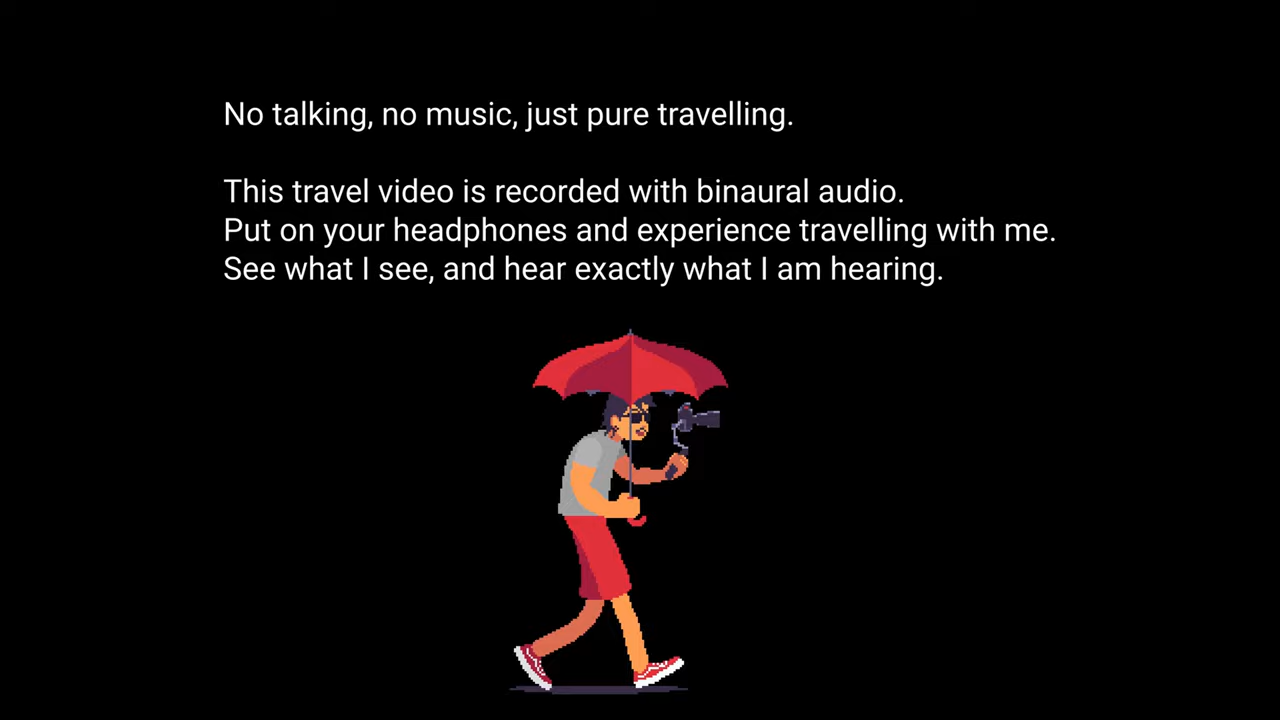 No talking, no music, just pure travelling.
This travel video is recorded with binaural audio.
Put on your headphones and experience travelling with me.
See what I see, and hear exactly what I am hearing.